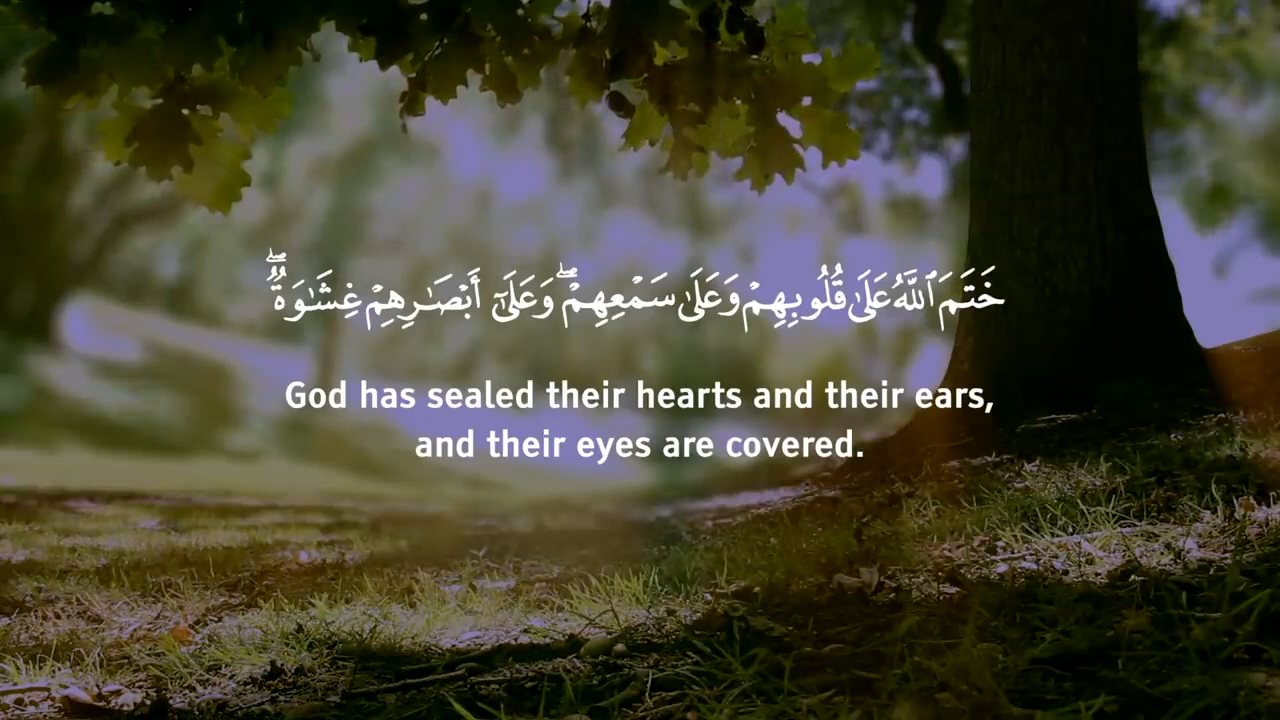 خَتَمَ ٱللَّهُ عَلَىٰ قُلُوبِهِمْ وَعَلَىٰ سَمْعِهِمْ ۖ وَعَلَىٰٓ أَبْصَـٰرِهِمْ غِشَـٰوَةٌ ۖ
God has sealed their hearts and their ears,
and their eyes are covered.